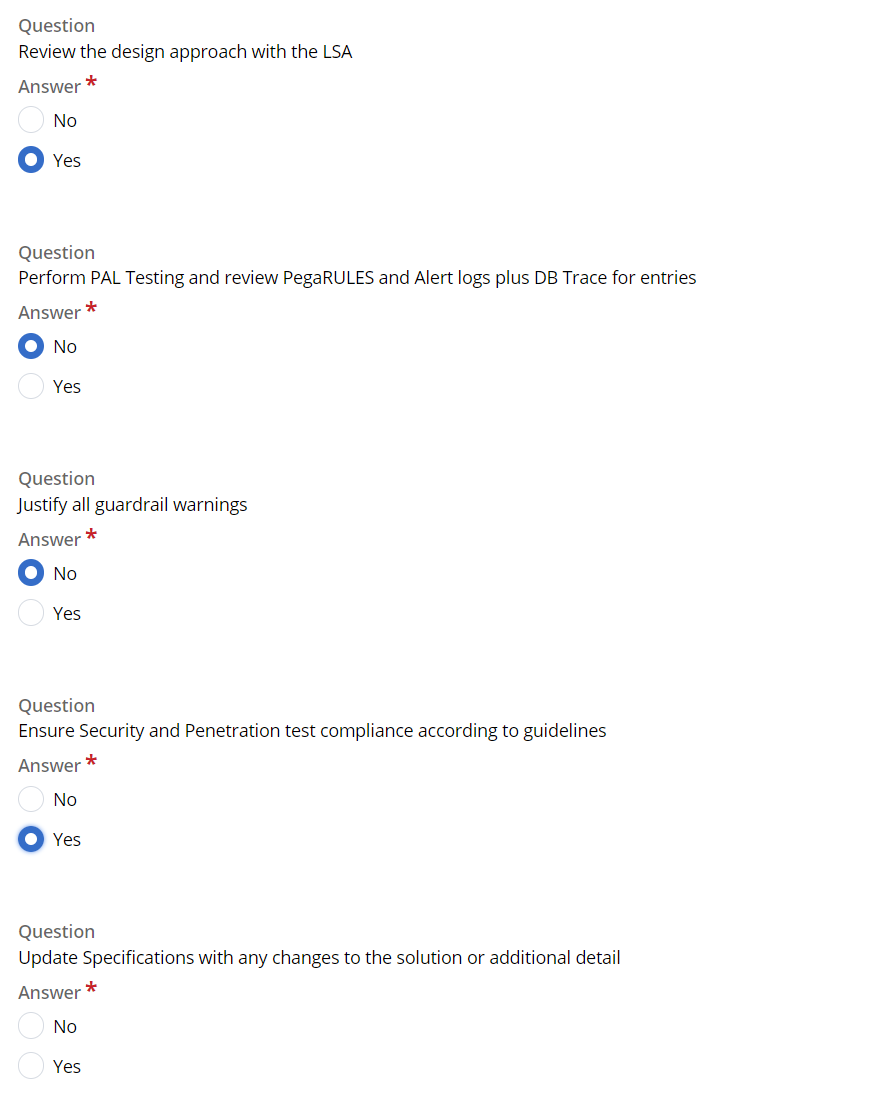 Question
Review the design approach with the LSA
Answer *
No
Yes
Question
Perform PAL Testing and review PegaRULES and Alert logs plus DB Trace for entries
Answer *
No
Yes
Question
Justify all guardrail warnings
Answer *
No
Yes
Question
Ensure Security and Penetration test compliance according to guidelines
Answer *
No
Yes
Question
Update Specifications with any changes to the solution or additional detail
Answer *
No
Yes